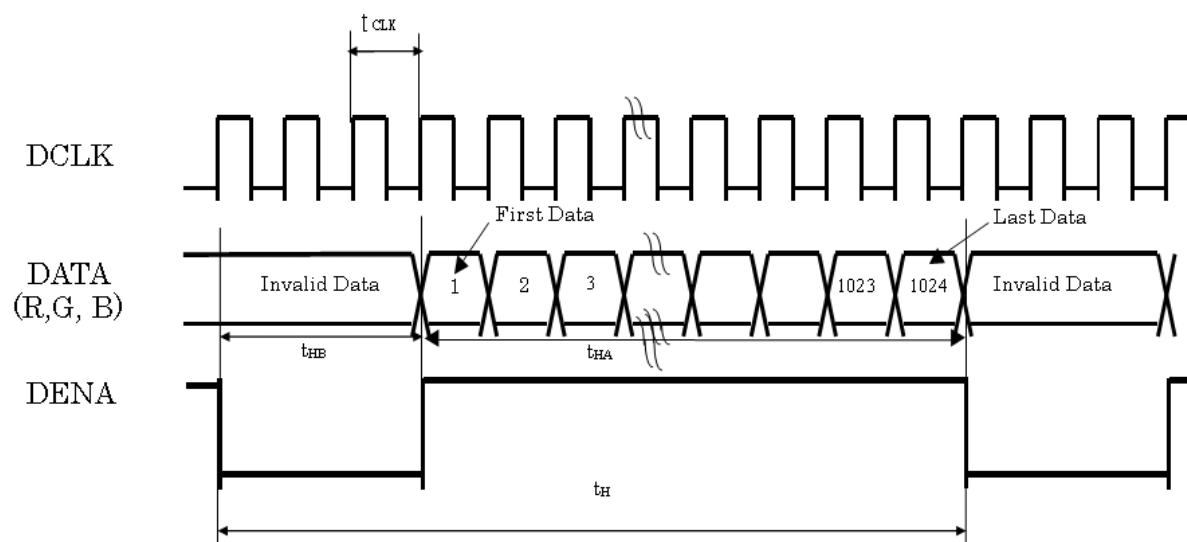 t CLK
DCLK
First Data
Last Data
DATA
(R,G, B)
Invalid Data
1
2
3
1023
1024
Invalid Data
tHB
tHA
DENA
tH